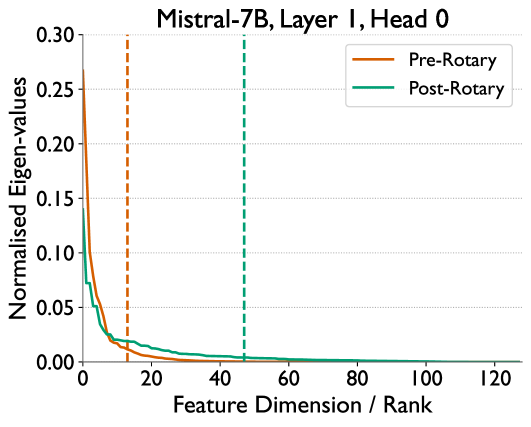 Mistral-7B, Layer 1, Head 0
Normalised Eigen-values
0.30
0.25
0.20
0.15
0.10
0.05
0.00
Pre-Rotary
Post-Rotary
0 20 40 60 80 100 120
Feature Dimension / Rank